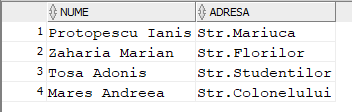 NUME ADRESA
1 Protopescu Ianis Str.Mariuca
2 Zaharia Marian Str.Florilor
3 Tosa Adonis Str.Studentilor
4 Mares Andreea Str.Colonelului